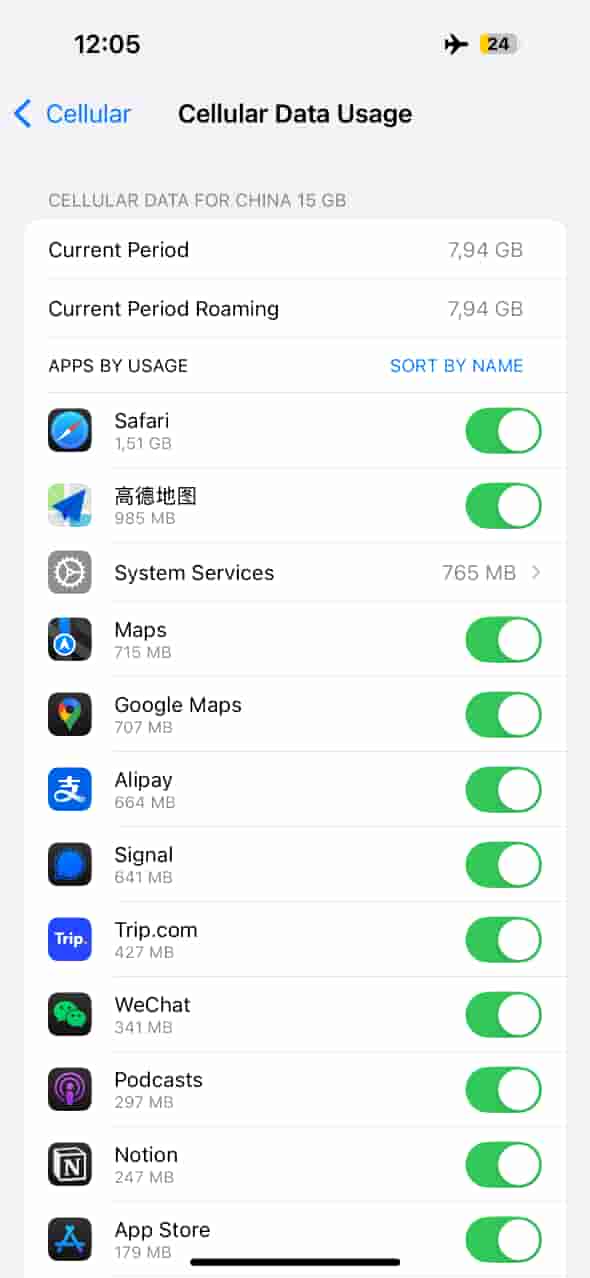 12:05
24
Cellular
Cellular Data Usage
CELLULAR DATA FOR CHINA 15 GB
Current Period
7,94 GB
Current Period Roaming
7,94 GB
APPS BY USAGE
SORT BY NAME
Safari
1,51 GB
高德地图
985 MB
System Services
765 MB
Maps
715 MB
Google Maps
707 MB
支
Alipay
664 MB
Signal
641 MB
Trip.
Trip.com
427 MB
WeChat
341 MB
Podcasts
297 MB
N
Notion
247 MB
App Store
179 MB